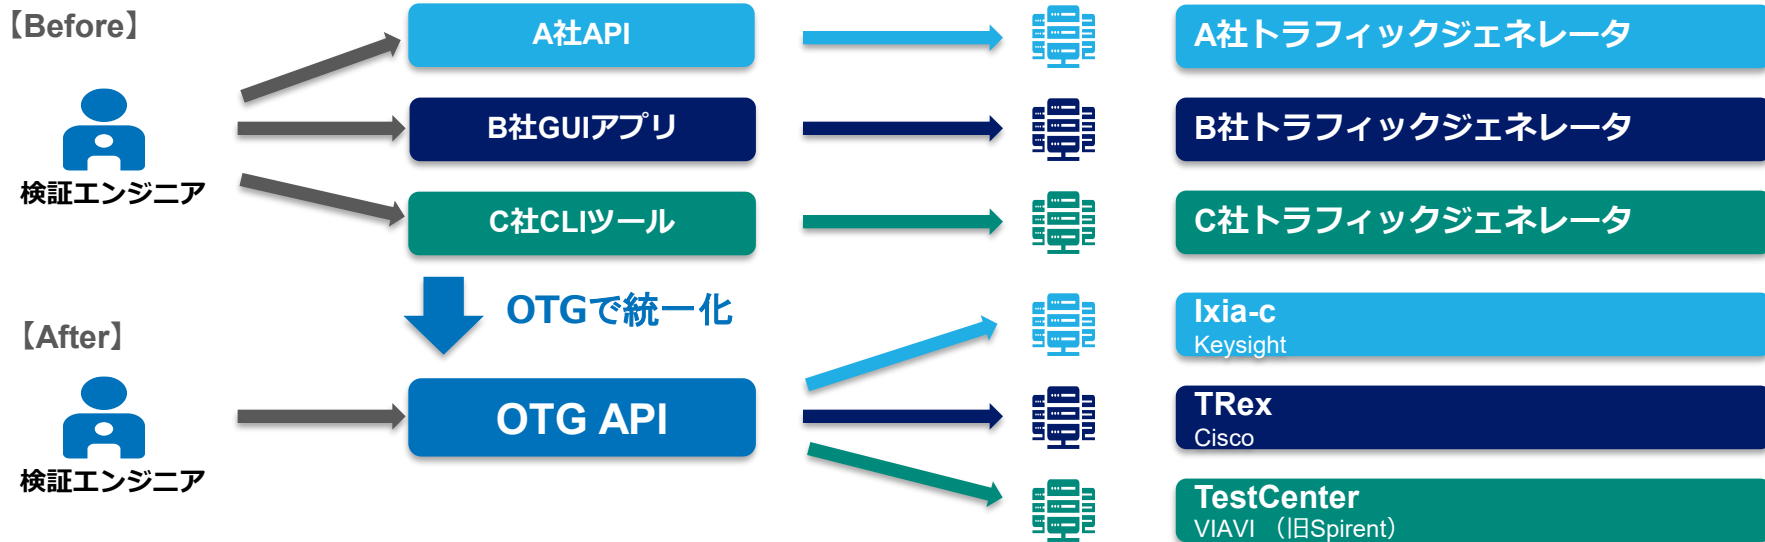 【Before】
A社API
A社トラフィックジェネレータ
B社GUIアプリ
B社トラフィックジェネレータ
検証エンジニア
C社CLIツール
C社トラフィックジェネレータ
OTGで統一化
【After】
Ixia-c
Keysight
OTG API
TRex
Cisco
検証エンジニア
TestCenter
VIAVI （旧Spirent）